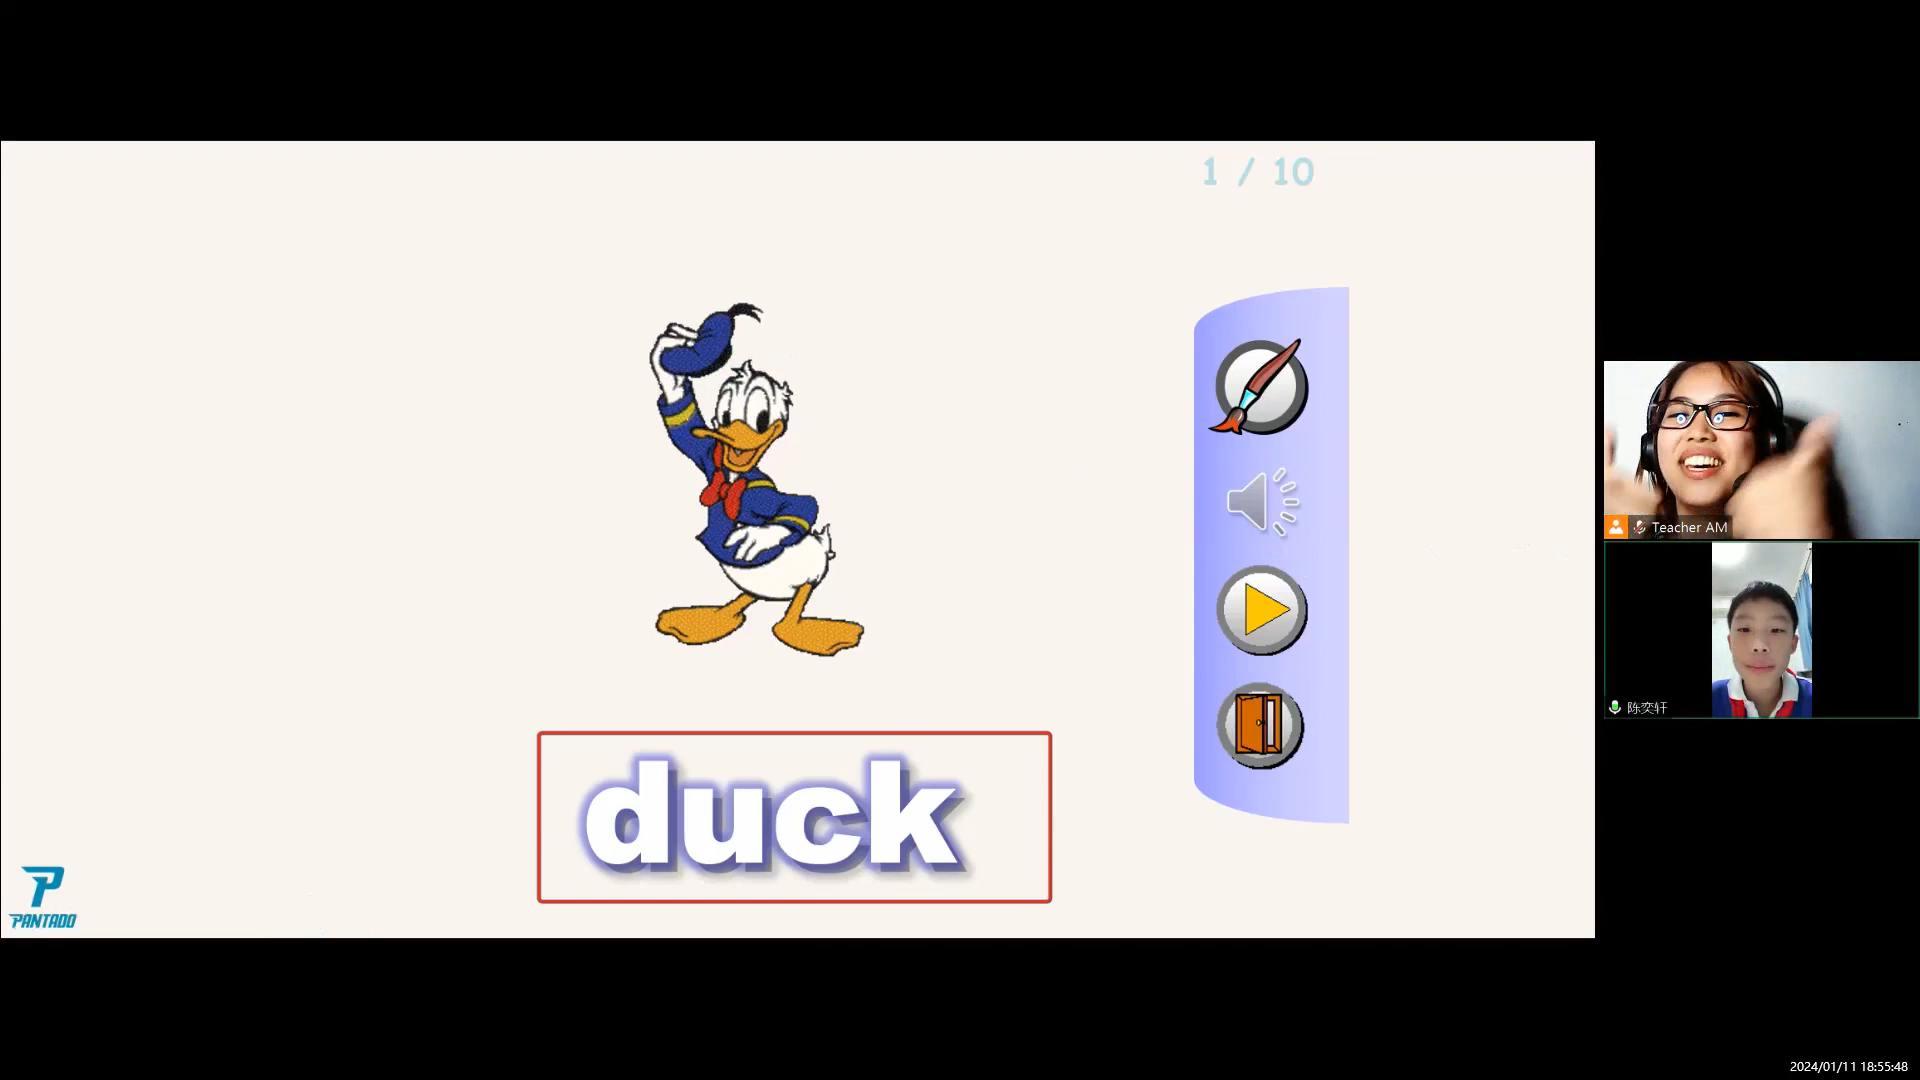 1 / 10
duck
PANTADO
Teacher AM
陈奕轩
2024/01/11 18:55:48